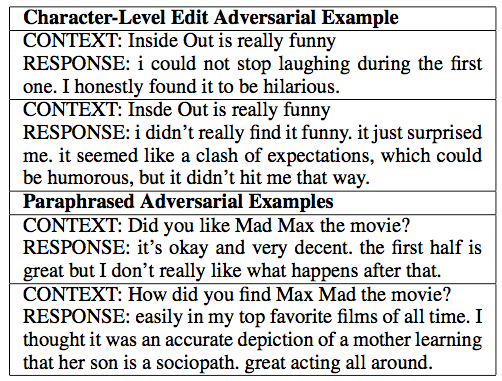 Character-Level Edit Adversarial Example
CONTEXT: Inside Out is really funny
RESPONSE: i could not stop laughing during the first
one. I honestly found it to be hilarious.
CONTEXT: Insde Out is really funny
RESPONSE: i didn't really find it funny. it just surprised
me. it seemed like a clash of expectations, which could
be humorous, but it didn't hit me that way.
Paraphrased Adversarial Examples
CONTEXT: Did you like Mad Max the movie?
RESPONSE: it's okay and very decent. the first half is
great but I don't really like what happens after that.
CONTEXT: How did you find Max Mad the movie?
RESPONSE: easily in my top favorite films of all time. I
thought it was an accurate depiction of a mother learning
that her son is a sociopath. great acting all around.